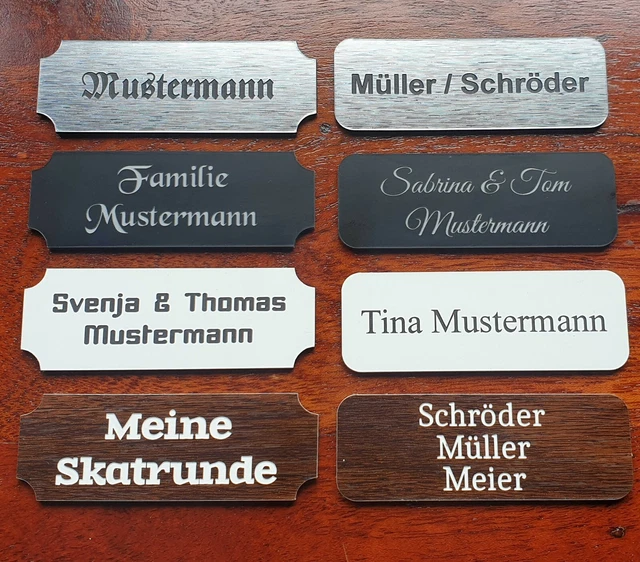 Mustermann
Müller / Schröder
Familie
Mustermann
Sabrina & Tom
Mustermann
Svenja & Thomas
Mustermann
Tina Mustermann
Meine
Skatrunde
Schröder
Müller
Meier